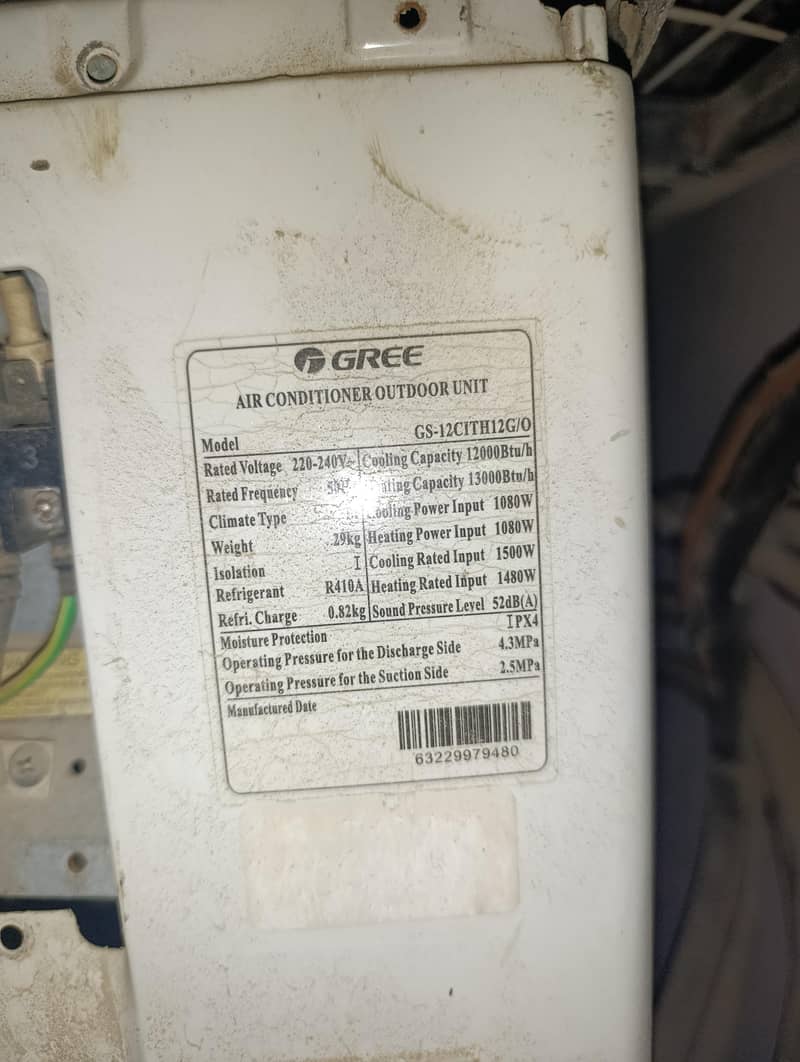 GREE
AIR CONDITIONER OUTDOOR UNIT
Model GS-12CITH12G/O
Rated Voltage 220-240V~ Cooling Capacity 12000Btu/h
Rated Frequency Capacity 13000Btu/h
Climate Type Cooling Power Input 1080W
Weight 29kg Heating Power Input 1080W
Isolation I Cooling Rated Input 1500W
Refrigerant R410A Heating Rated Input 1480W
Refri. Charge 0.82kg Sound Pressure Level 52dB(A)
Moisture Protection IPX4
Operating Pressure for the Discharge Side 4.3MPa
Operating Pressure for the Suction Side 2.5MPa
Manufactured Date
63229979480
3